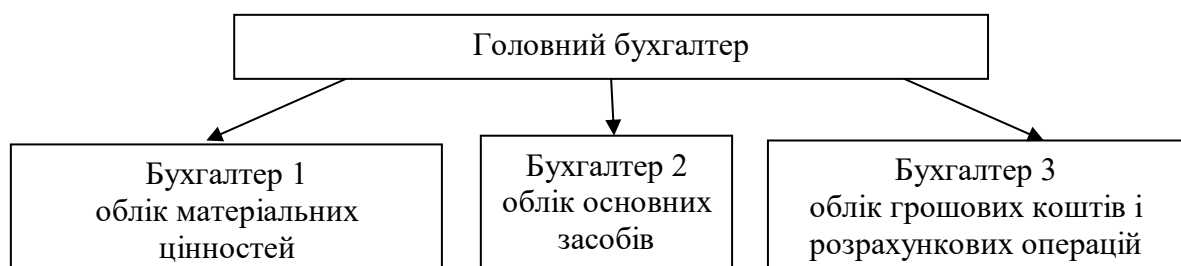 Головний бухгалтер
Бухгалтер 1
облік матеріальних
цінностей
Бухгалтер 2
облік основних
засобів
Бухгалтер 3
облік грошових коштів і
розрахункових операцій